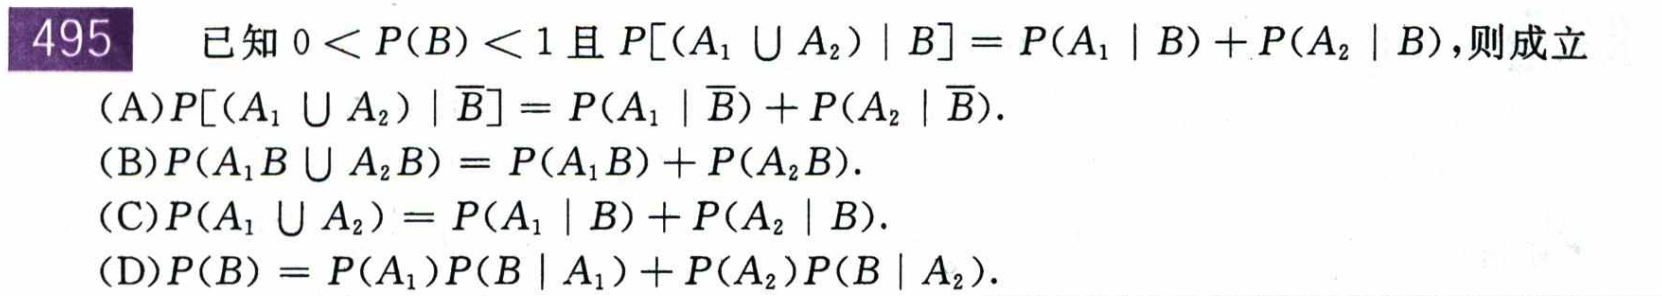 495 已知 0 < P(B) < 1 且 P[(A₁ ∪ A₂) | B] = P(A₁ | B) + P(A₂ | B),则成立
(A)P[(A₁ ∪ A₂) | B̅] = P(A₁ | B̅) + P(A₂ | B̅).
(B)P(A₁B ∪ A₂B) = P(A₁B) + P(A₂B).
(C)P(A₁ ∪ A₂) = P(A₁ | B) + P(A₂ | B).
(D)P(B) = P(A₁)P(B | A₁) + P(A₂)P(B | A₂).